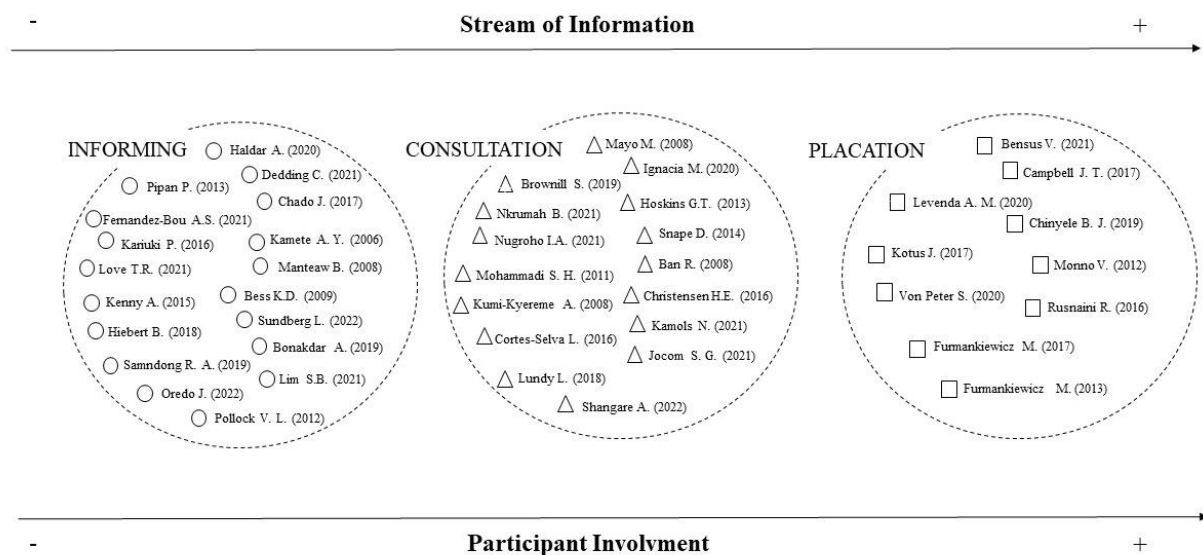 - Stream of Information +
INFORMING
Haldar A. (2020)
Dedding C. (2021)
Pipan P. (2013)
Chado J. (2017)
Fernandez-Bou A.S. (2021)
Kariuki P. (2016)
Kamete A. Y. (2006)
Love T.R. (2021)
Manteaw B. (2008)
Kenny A. (2015)
Bess K.D. (2009)
Hiebert B. (2018)
Sundberg L. (2022)
Bonakdar A. (2019)
Samndong R. A. (2019)
Lim S.B. (2021)
Oredo J. (2022)
Pollock V. L. (2012)
CONSULTATION
Mayo M. (2008)
Ignacia M. (2020)
Brownill S. (2019)
Hoskins G.T. (2013)
Nkrumah B. (2021)
Nugroho I.A. (2021)
Snape D. (2014)
Mohammadi S. H. (2011)
Ban R. (2008)
Kumi-Kyereme A. (2008)
Christensen H.E. (2016)
Cortes-Selva L. (2016)
Kamols N. (2021)
Jocom S. G. (2021)
Lundy L. (2018)
Shangare A. (2022)
PLACATION
Bensus V. (2021)
Campbell J. T. (2017)
Levenda A. M. (2020)
Chinyele B. J. (2019)
Kotus J. (2017)
Monno V. (2012)
Von Peter S. (2020)
Rusnaini R. (2016)
Furmankiewicz M. (2017)
Furmankiewicz M. (2013)
- Participant Involvment +